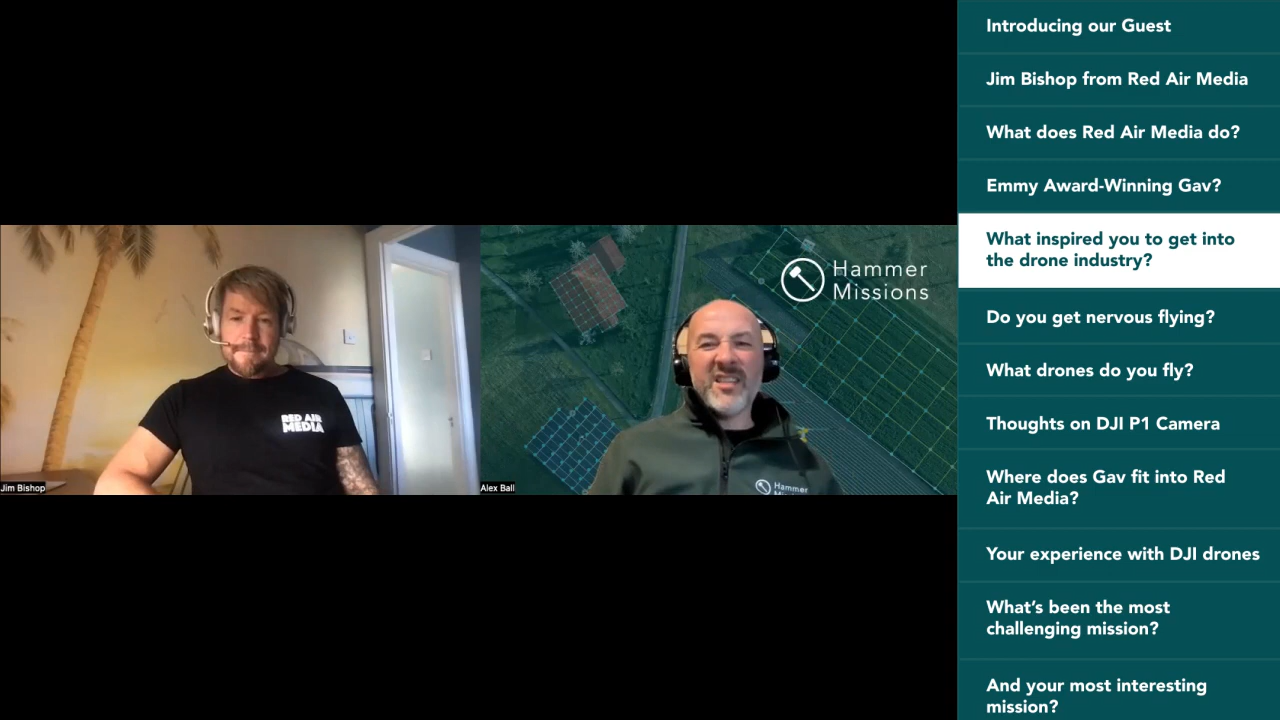 Introducing our Guest
Jim Bishop from Red Air Media
What does Red Air Media do?
Emmy Award-Winning Gav?
What inspired you to get into
the drone industry?
Do you get nervous flying?
What drones do you fly?
Thoughts on DJI P1 Camera
Where does Gav fit into Red
Air Media?
Your experience with DJI drones
What’s been the most
challenging mission?
And your most interesting
mission?
Hammer
Missions
RED AIR
MEDIA
Hammer
Jim Bishop
Alex Ball